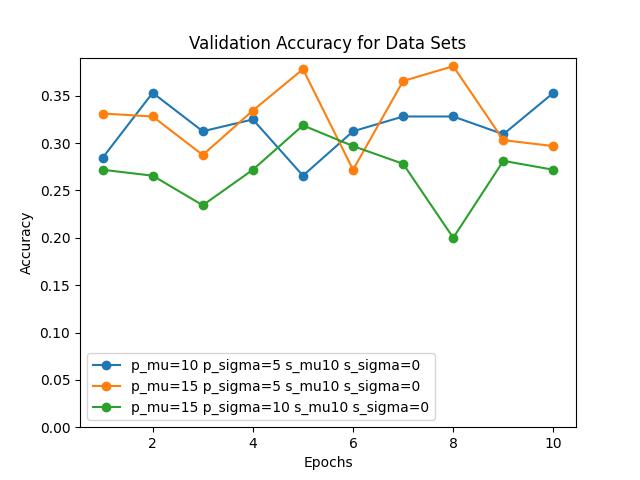 Validation Accuracy for Data Sets
Accuracy
0.35
0.30
0.25
0.20
0.15
0.10
0.05
0.00
p_mu=10 p_sigma=5 s_mu10 s_sigma=0
p_mu=15 p_sigma=5 s_mu10 s_sigma=0
p_mu=15 p_sigma=10 s_mu10 s_sigma=0
2 4 6 8 10
Epochs